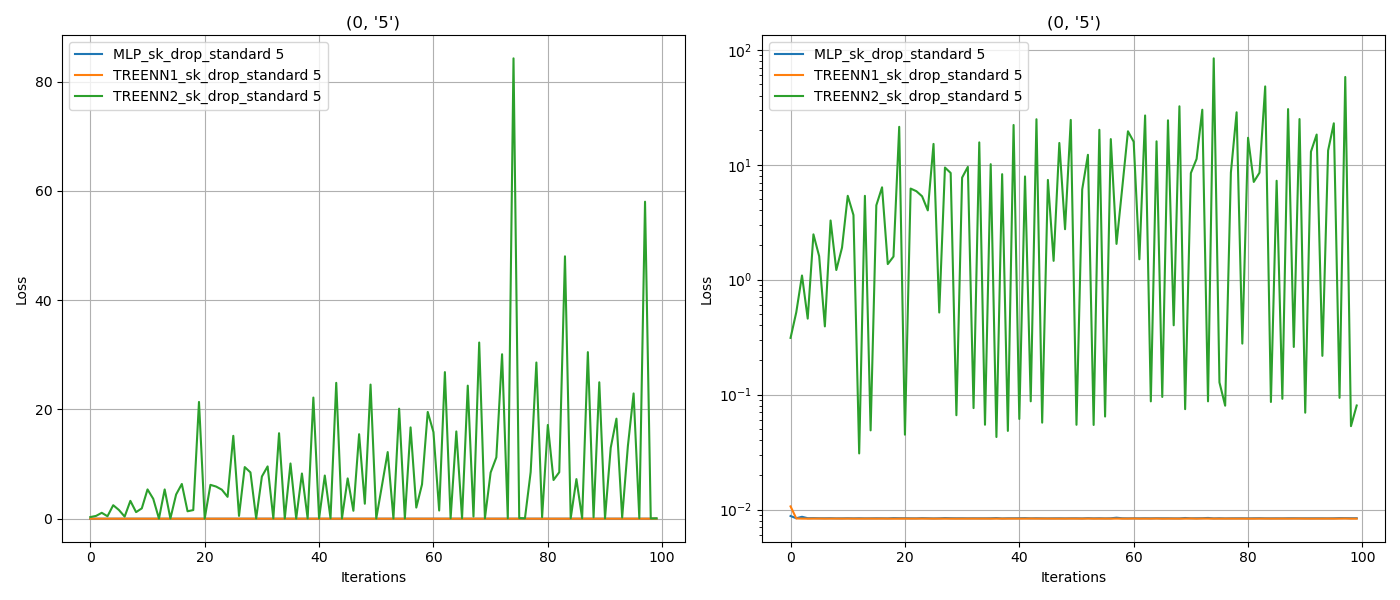 (0, '5')
MLP_sk_drop_standard 5
TREENN1_sk_drop_standard 5
TREENN2_sk_drop_standard 5
Loss
80
60
40
20
0
0 20 40 60 80 100
Iterations
(0, '5')
MLP_sk_drop_standard 5
TREENN1_sk_drop_standard 5
TREENN2_sk_drop_standard 5
Loss
10²
10¹
10⁰
10⁻¹
10⁻²
0 20 40 60 80 100
Iterations